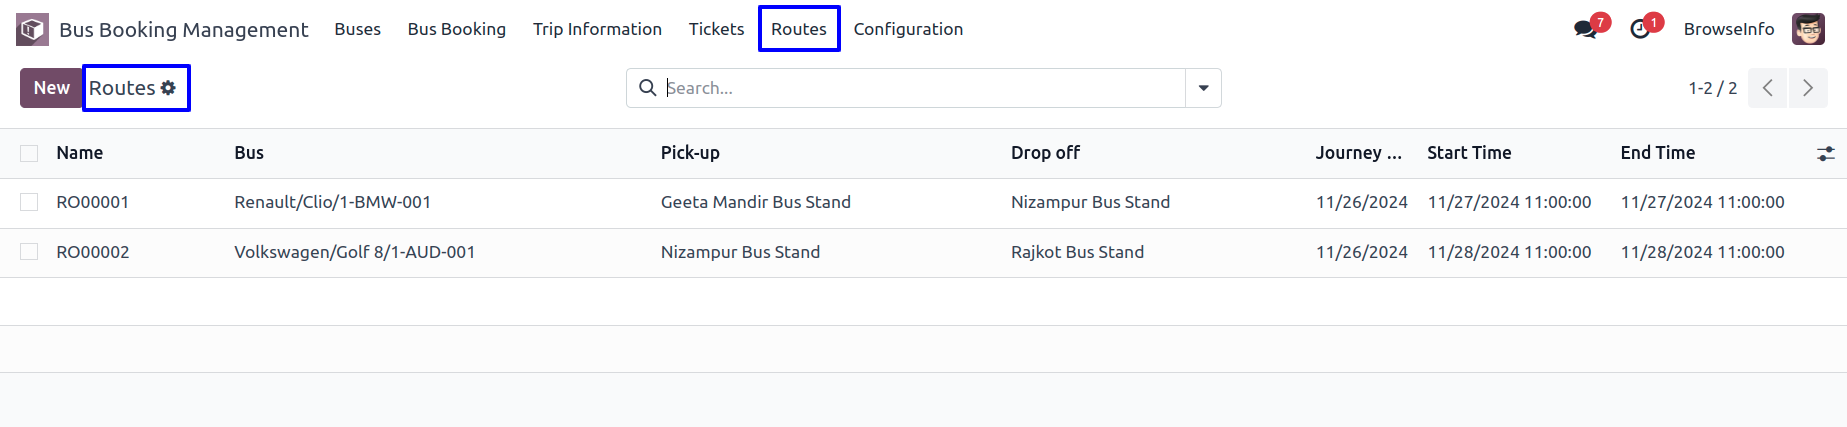 Bus Booking Management Buses Bus Booking Trip Information Tickets Routes Configuration 7 1 BrowseInfo
New Routes Search... 1-2 / 2
Name Bus Pick-up Drop off Journey ... Start Time End Time
RO00001 Renault/Clio/1-BMW-001 Geeta Mandir Bus Stand Nizampur Bus Stand 11/26/2024 11/27/2024 11:00:00 11/27/2024 11:00:00
RO00002 Volkswagen/Golf 8/1-AUD-001 Nizampur Bus Stand Rajkot Bus Stand 11/26/2024 11/28/2024 11:00:00 11/28/2024 11:00:00